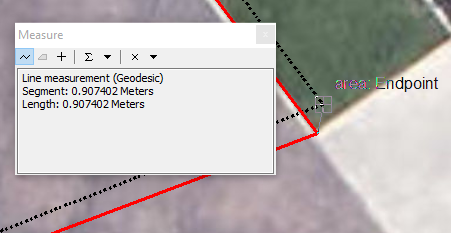 Measure
Line measurement (Geodesic)
Segment: 0.907402 Meters
Length: 0.907402 Meters
area: Endpoint